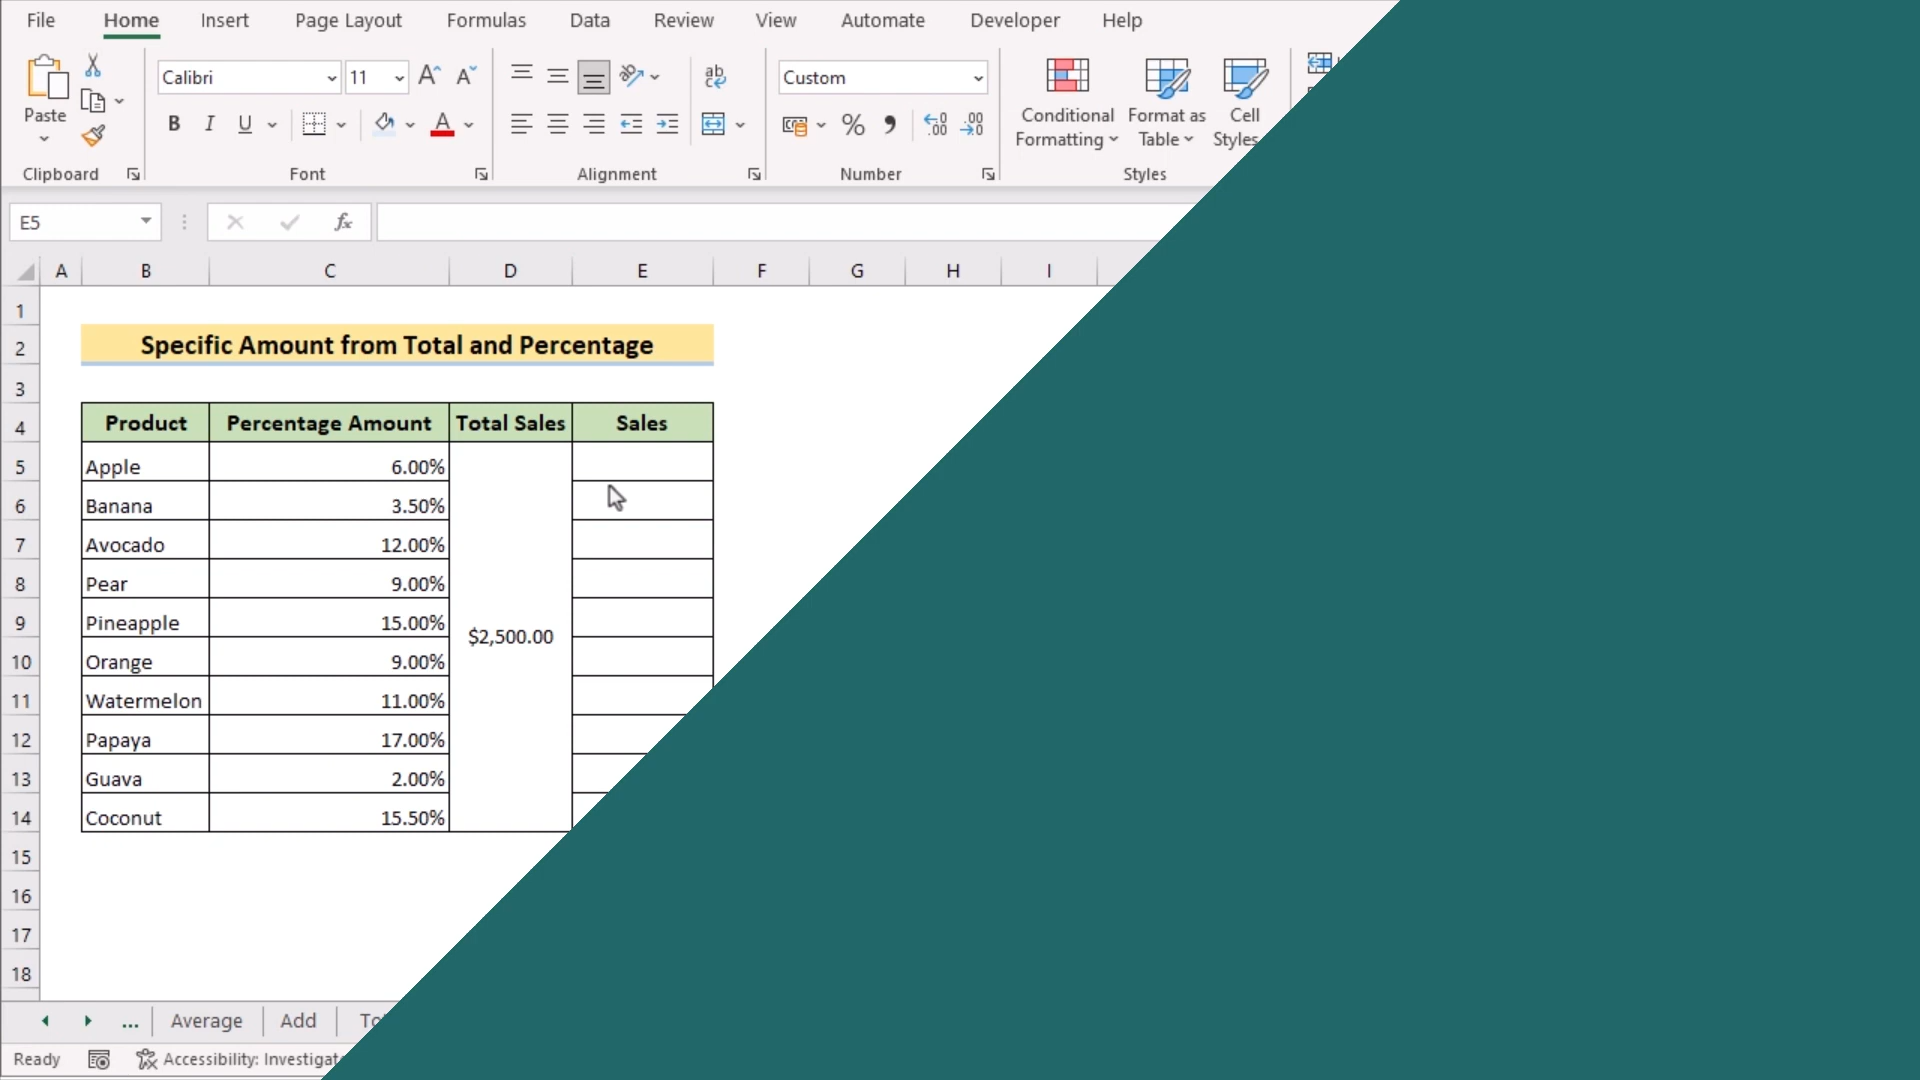 File Home Insert Page Layout Formulas Data Review View Automate Developer Help
Paste
Calibri 11
B I U A
ab
Custom
% .00
Conditional Formatting
Format as Table
Cell Styles
Clipboard Font Alignment Number Styles
E5 fx
A B C D E F G H I
1
2 Specific Amount from Total and Percentage
3
4 Product Percentage Amount Total Sales Sales
5 Apple 6.00%
6 Banana 3.50%
7 Avocado 12.00%
8 Pear 9.00%
9 Pineapple 15.00% $2,500.00
10 Orange 9.00%
11 Watermelon 11.00%
12 Papaya 17.00%
13 Guava 2.00%
14 Coconut 15.50%
15
16
17
18
... Average Add
Ready Accessibility: Investigate